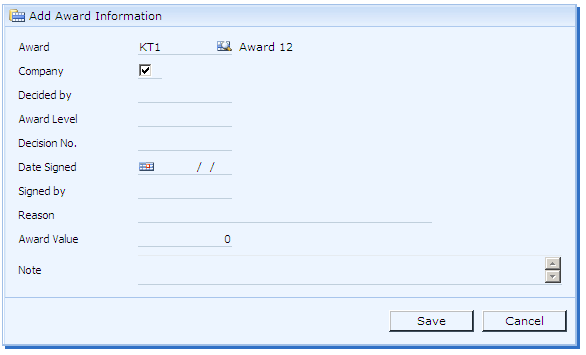 Add Award Information
Award KT1 Award 12
Company
Decided by
Award Level
Decision No.
Date Signed / /
Signed by
Reason
Award Value 0
Note
Save Cancel